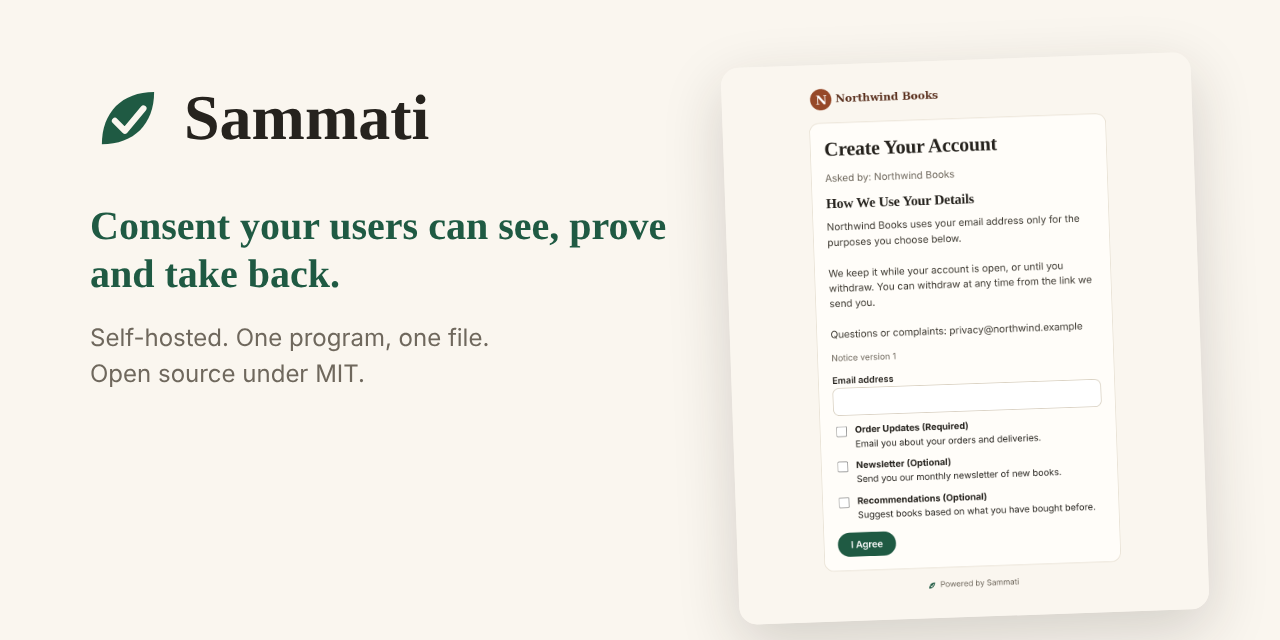 Sammati
Consent your users can see, prove
and take back.
Self-hosted. One program, one file.
Open source under MIT.
N Northwind Books
Create Your Account
Asked by: Northwind Books
How We Use Your Details
Northwind Books uses your email address only for the
purposes you choose below.
We keep it while your account is open, or until you
withdraw. You can withdraw at any time from the link we
send you.
Questions or complaints: privacy@northwind.example
Notice version 1
Email address
Order Updates (Required)
Email you about your orders and deliveries.
Newsletter (Optional)
Send you our monthly newsletter of new books.
Recommendations (Optional)
Suggest books based on what you have bought before.
I Agree
Powered by Sammati